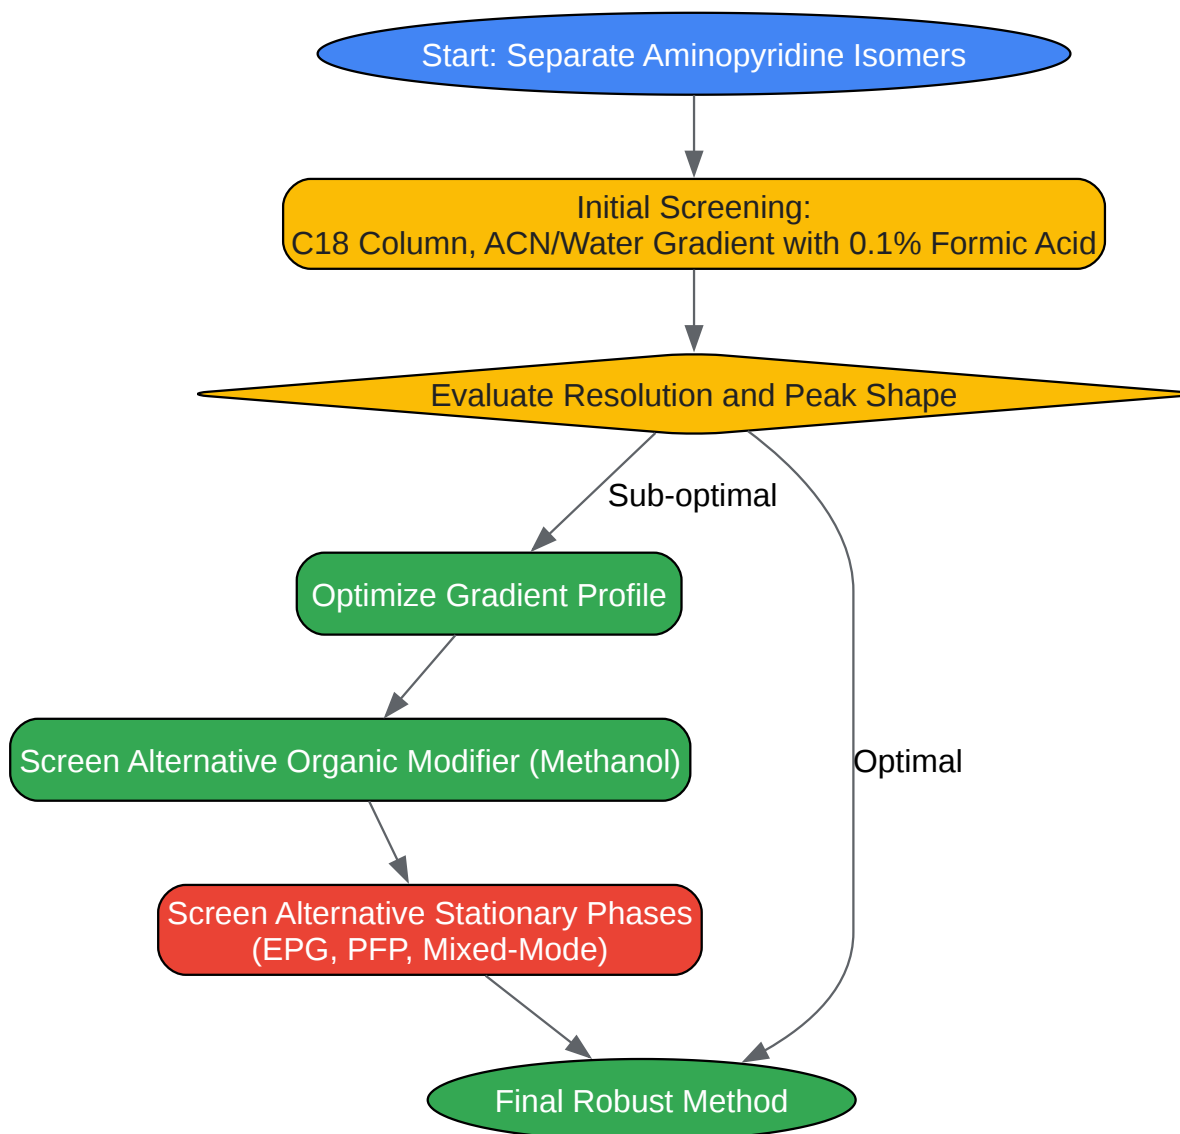 Start: Separate Aminopyridine Isomers
Initial Screening:
C18 Column, ACN/Water Gradient with 0.1% Formic Acid
Evaluate Resolution and Peak Shape
Sub-optimal
Optimize Gradient Profile
Screen Alternative Organic Modifier (Methanol)
Optimal
Screen Alternative Stationary Phases
(EPG, PFP, Mixed-Mode)
Final Robust Method